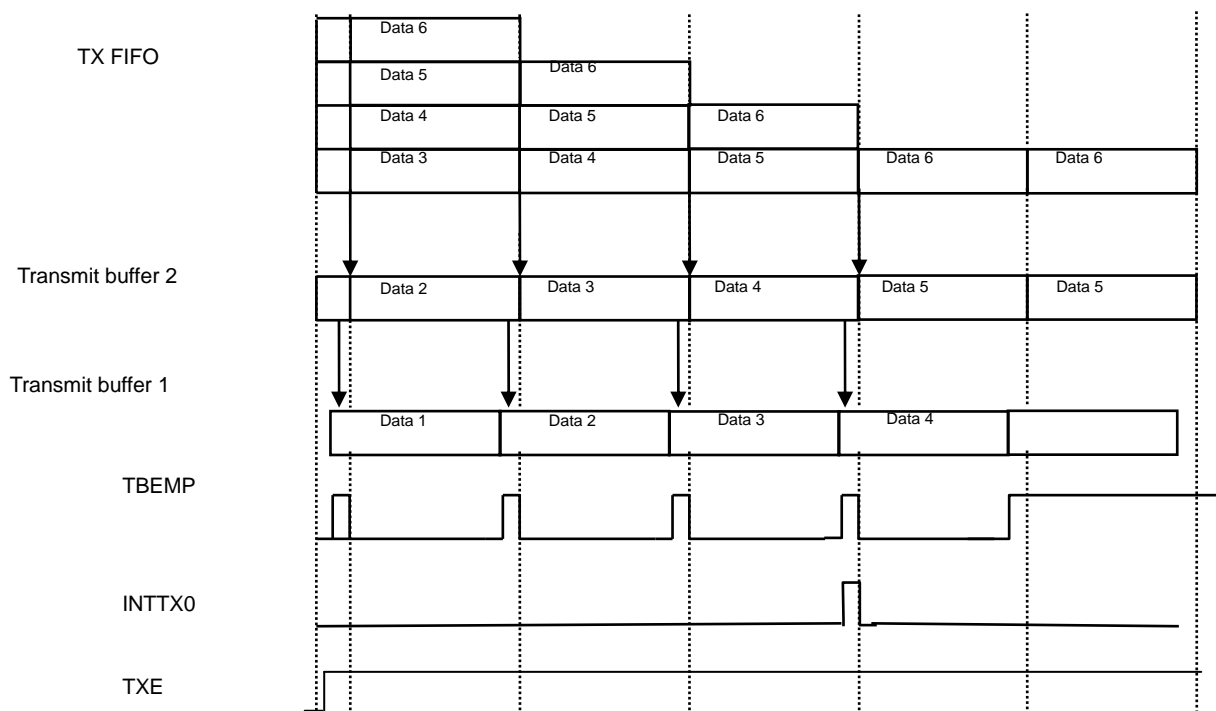 Data 6
TX FIFO
Data 5 Data 6
Data 4 Data 5 Data 6
Data 3 Data 4 Data 5 Data 6 Data 6
Transmit buffer 2
Data 2 Data 3 Data 4 Data 5 Data 5
Transmit buffer 1
Data 1 Data 2 Data 3 Data 4
TBEMP
INTTX0
TXE